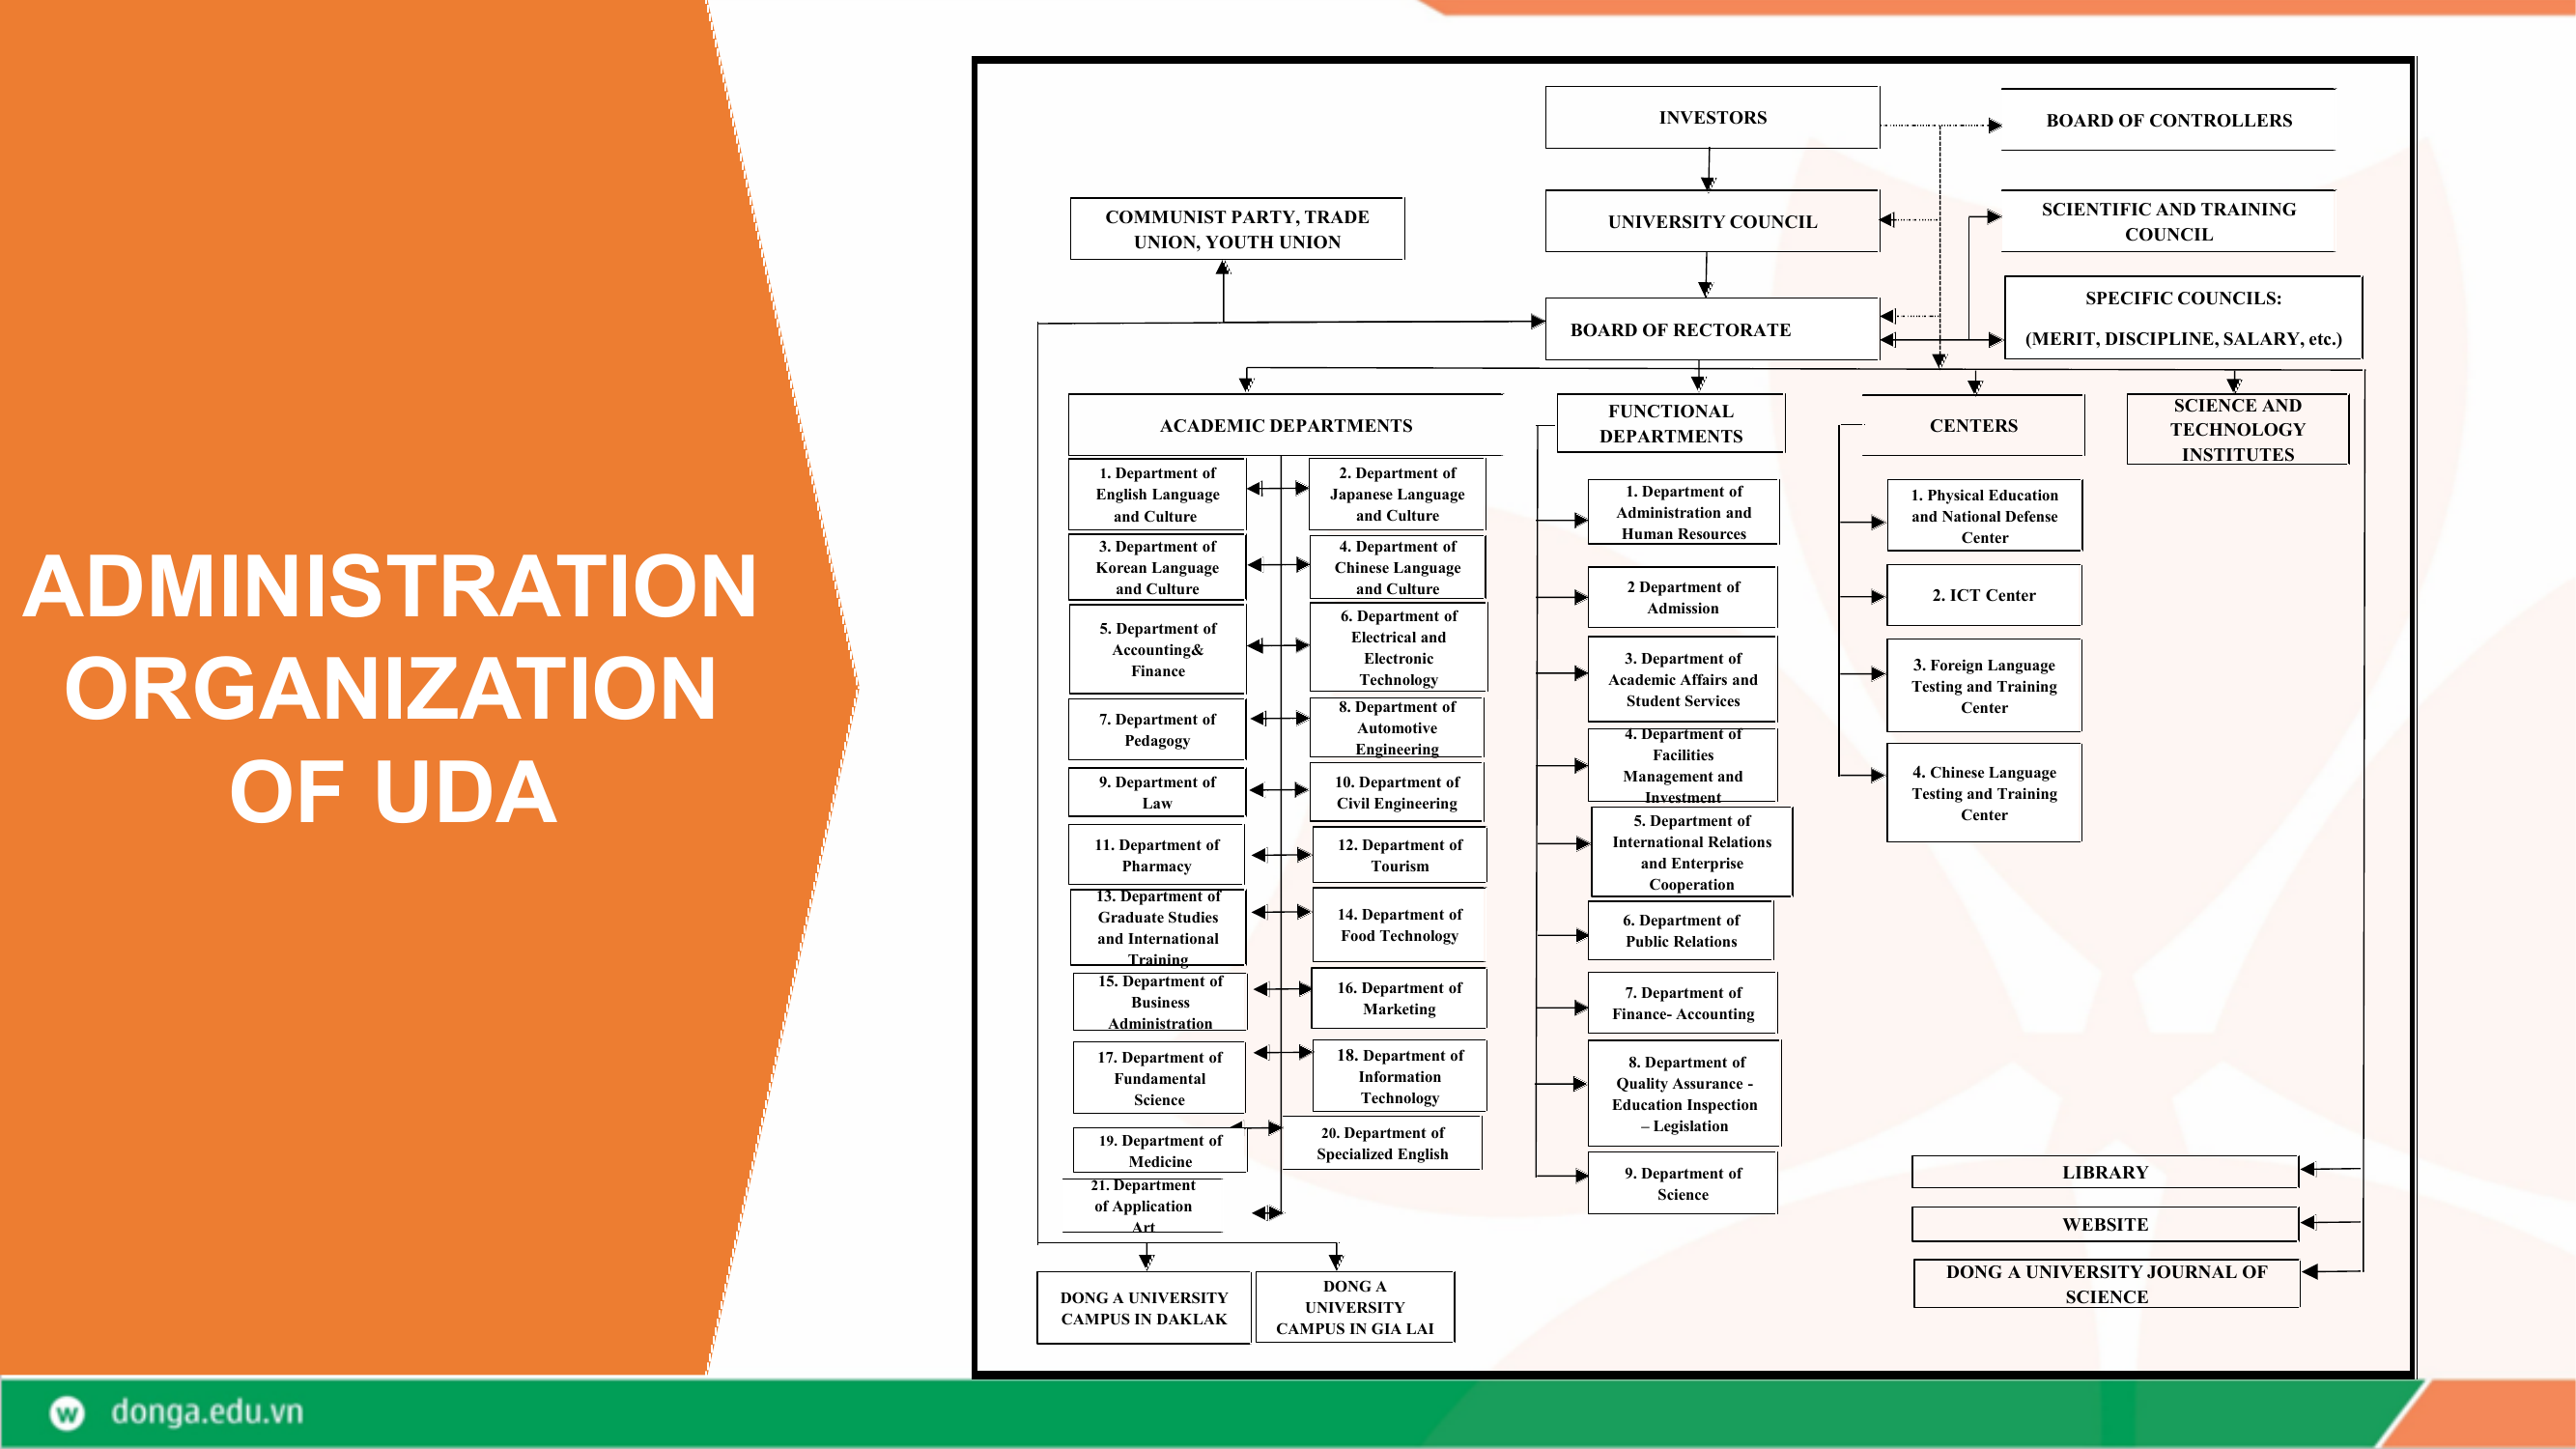 ADMINISTRATION
ORGANIZATION
OF UDA
INVESTORS
BOARD OF CONTROLLERS
COMMUNIST PARTY, TRADE
UNION, YOUTH UNION
UNIVERSITY COUNCIL
SCIENTIFIC AND TRAINING
COUNCIL
BOARD OF RECTORATE
SPECIFIC COUNCILS:
(MERIT, DISCIPLINE, SALARY, etc.)
ACADEMIC DEPARTMENTS
1. Department of
English Language
and Culture
2. Department of
Japanese Language
and Culture
3. Department of
Korean Language
and Culture
4. Department of
Chinese Language
and Culture
5. Department of
Accounting&
Finance
6. Department of
Electrical and
Electronic
Technology
7. Department of
Pedagogy
8. Department of
Automotive
Engineering
9. Department of
Law
10. Department of
Civil Engineering
11. Department of
Pharmacy
12. Department of
Tourism
13. Department of
Graduate Studies
and International
Training
14. Department of
Food Technology
15. Department of
Business
Administration
16. Department of
Marketing
17. Department of
Fundamental
Science
18. Department of
Information
Technology
19. Department of
Medicine
20. Department of
Specialized English
21. Department
of Application
Art
FUNCTIONAL
DEPARTMENTS
1. Department of
Administration and
Human Resources
2 Department of
Admission
3. Department of
Academic Affairs and
Student Services
4. Department of
Facilities
Management and
Investment
5. Department of
International Relations
and Enterprise
Cooperation
6. Department of
Public Relations
7. Department of
Finance- Accounting
8. Department of
Quality Assurance -
Education Inspection
– Legislation
9. Department of
Science
CENTERS
1. Physical Education
and National Defense
Center
2. ICT Center
3. Foreign Language
Testing and Training
Center
4. Chinese Language
Testing and Training
Center
SCIENCE AND
TECHNOLOGY
INSTITUTES
LIBRARY
WEBSITE
DONG A UNIVERSITY JOURNAL OF
SCIENCE
DONG A UNIVERSITY
CAMPUS IN DAKLAK
DONG A
UNIVERSITY
CAMPUS IN GIA LAI
w donga.edu.vn